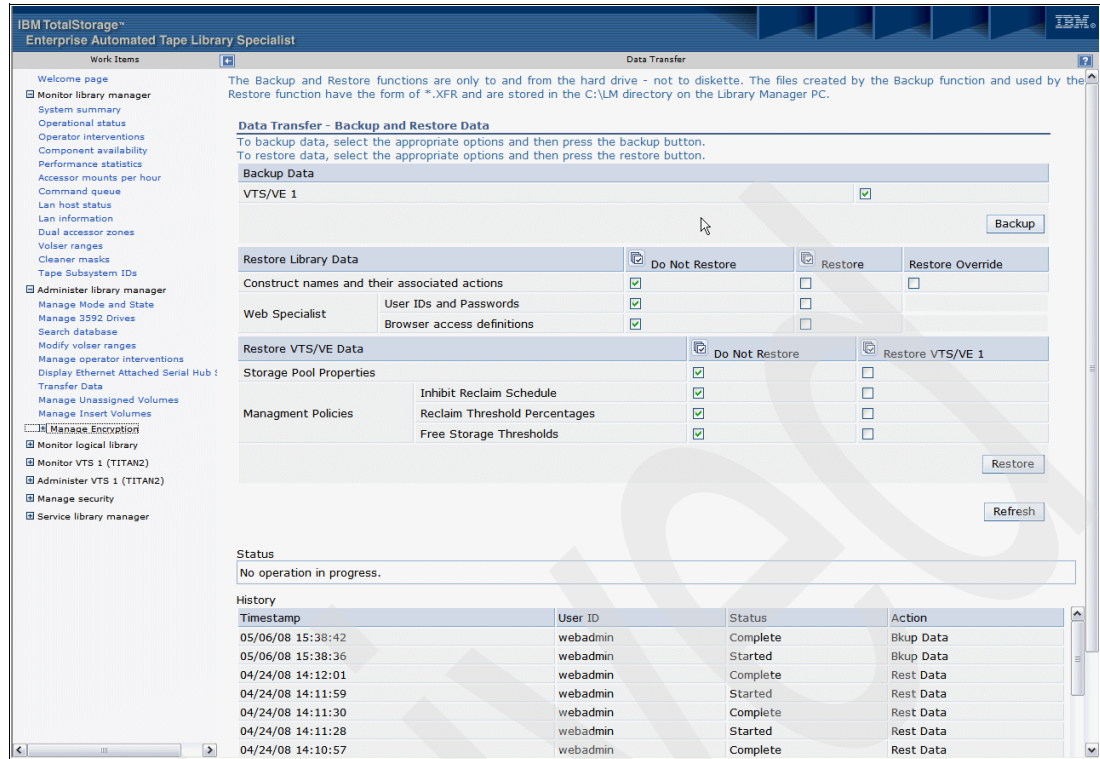 IBM TotalStorage™
Enterprise Automated Tape Library Specialist
IBM®
Work Items
Data Transfer
?
Welcome page
Monitor library manager
System summary
Operational status
Operator interventions
Component availability
Performance statistics
Accessor mounts per hour
Command queue
Lan host status
Lan information
Dual accessor zones
Volser ranges
Cleaner masks
Tape Subsystem IDs
Administer library manager
Manage Mode and State
Manage 3592 Drives
Search database
Modify volser ranges
Manage operator interventions
Display Ethernet Attached Serial Hub S
Transfer Data
Manage Unassigned Volumes
Manage Insert Volumes
Manage Encryption
Monitor logical library
Monitor VTS 1 (TITAN2)
Administer VTS 1 (TITAN2)
Manage security
Service library manager
The Backup and Restore functions are only to and from the hard drive - not to diskette. The files created by the Backup function and used by the
Restore function have the form of *.XFR and are stored in the C:\LM directory on the Library Manager PC.
Data Transfer - Backup and Restore Data
To backup data, select the appropriate options and then press the backup button.
To restore data, select the appropriate options and then press the restore button.
Backup Data
VTS/VE 1
Backup
Restore Library Data Do Not Restore Restore Restore Override
Construct names and their associated actions
Web Specialist
User IDs and Passwords
Browser access definitions
Restore VTS/VE Data Do Not Restore Restore VTS/VE 1
Storage Pool Properties
Managment Policies
Inhibit Reclaim Schedule
Reclaim Threshold Percentages
Free Storage Thresholds
Restore
Refresh
Status
No operation in progress.
History
Timestamp User ID Status Action
05/06/08 15:38:42 webadmin Complete Bkup Data
05/06/08 15:38:36 webadmin Started Bkup Data
04/24/08 14:12:01 webadmin Complete Rest Data
04/24/08 14:11:59 webadmin Started Rest Data
04/24/08 14:11:30 webadmin Complete Rest Data
04/24/08 14:11:28 webadmin Started Rest Data
04/24/08 14:10:57 webadmin Complete Rest Data